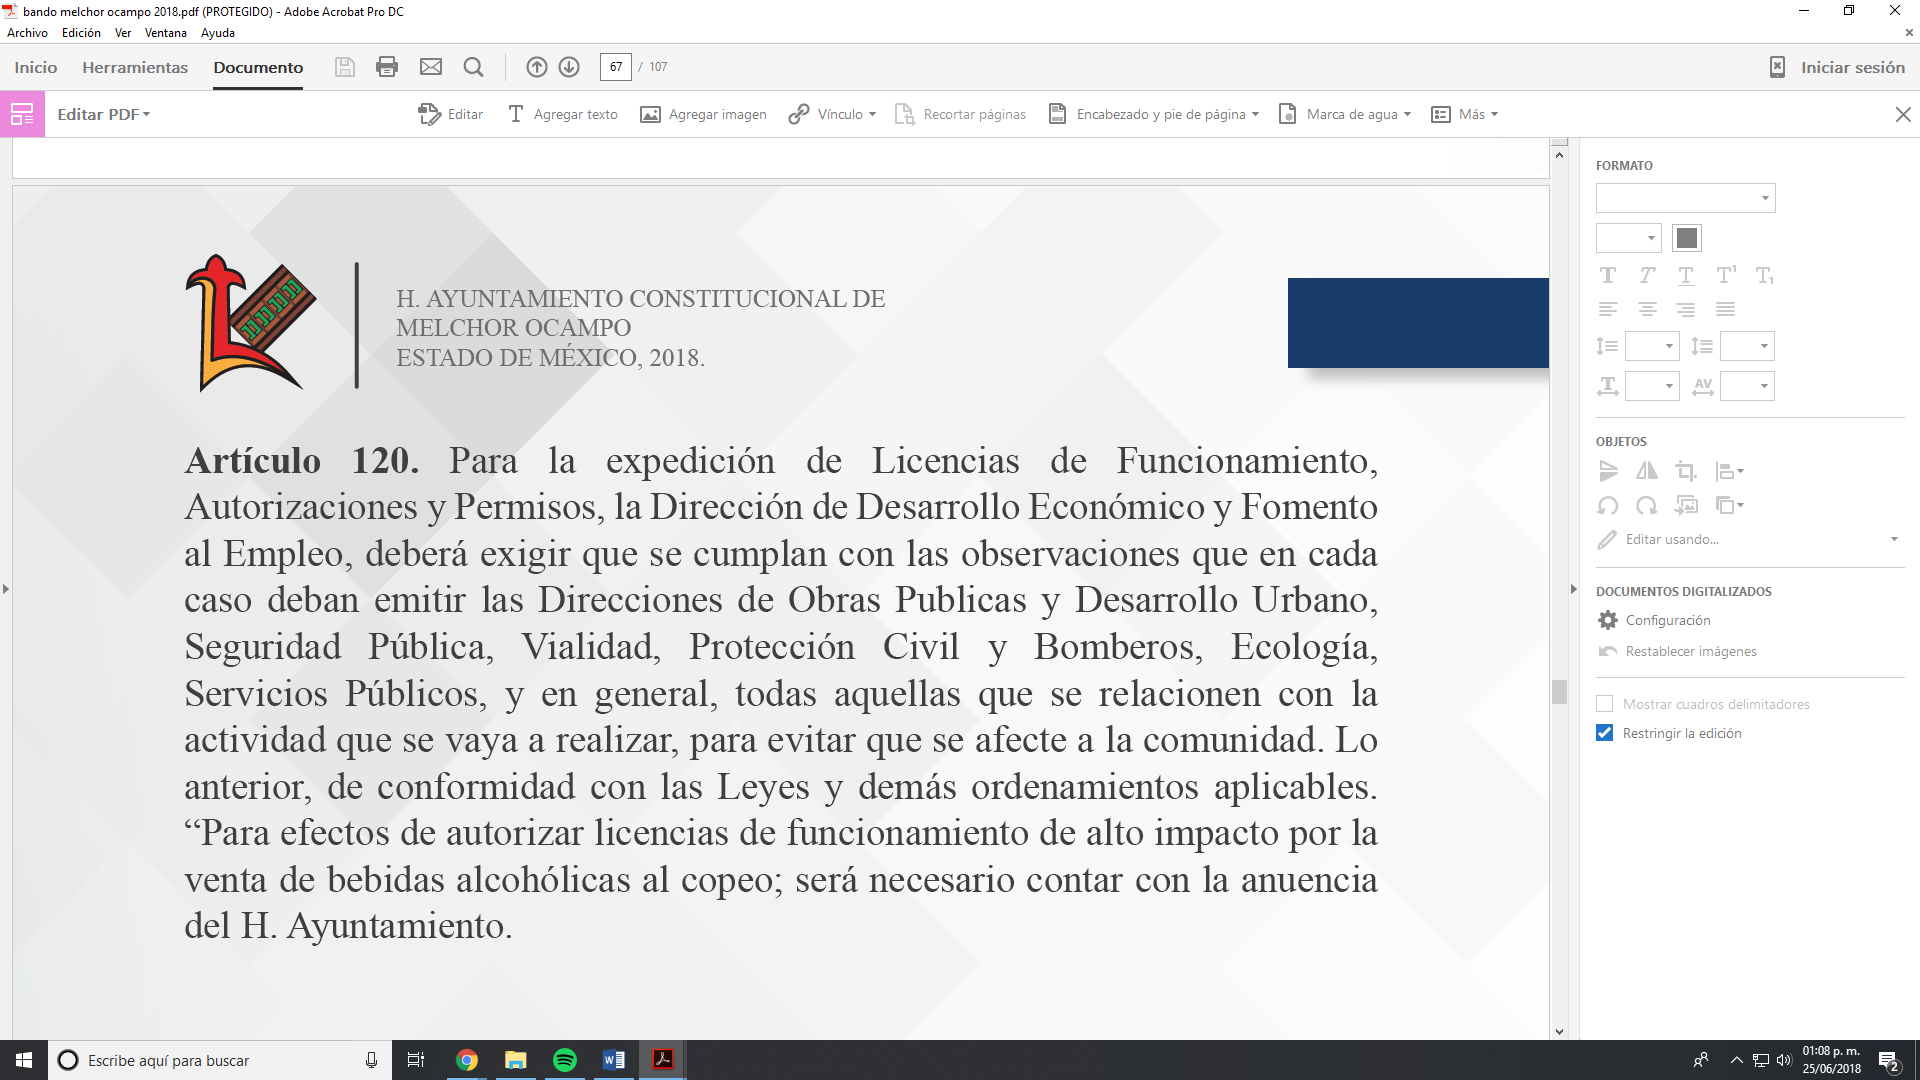 bando melchor ocampo 2018.pdf (PROTEGIDO) - Adobe Acrobat Pro DC
Archivo Edición Ver Ventana Ayuda
Inicio Herramientas Documento 67 / 107 Iniciar sesión
Editar PDF Editar Agregar texto Agregar imagen Vínculo Recortar páginas Encabezado y pie de página Marca de agua Más
H. AYUNTAMIENTO CONSTITUCIONAL DE
MELCHOR OCAMPO
ESTADO DE MÉXICO, 2018.
Artículo 120. Para la expedición de Licencias de Funcionamiento,
Autorizaciones y Permisos, la Dirección de Desarrollo Económico y Fomento
al Empleo, deberá exigir que se cumplan con las observaciones que en cada
caso deban emitir las Direcciones de Obras Publicas y Desarrollo Urbano,
Seguridad Pública, Vialidad, Protección Civil y Bomberos, Ecología,
Servicios Públicos, y en general, todas aquellas que se relacionen con la
actividad que se vaya a realizar, para evitar que se afecte a la comunidad. Lo
anterior, de conformidad con las Leyes y demás ordenamientos aplicables.
“Para efectos de autorizar licencias de funcionamiento de alto impacto por la
venta de bebidas alcohólicas al copeo; será necesario contar con la anuencia
del H. Ayuntamiento.
FORMATO
OBJETOS
Editar usando...
DOCUMENTOS DIGITALIZADOS
Configuración
Restablecer imágenes
Mostrar cuadros delimitadores
Restringir la edición
Escribe aquí para buscar
01:08 p. m.
25/06/2018
2